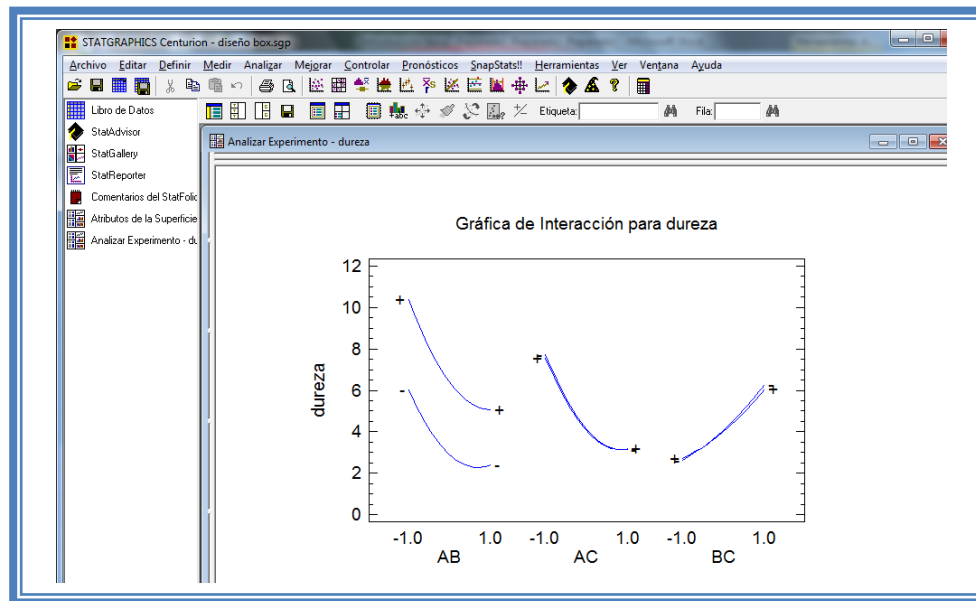 STATGRAPHICS Centurion - diseño box.sgp
Archivo Editar Definir Medir Analizar Mejorar Controlar Pronósticos SnapStats!! Herramientas Ver Ventana Ayuda
Libro de Datos
Etiqueta:
Fila:
StatAdvisor
StatGallery
StatReporter
Comentarios del StatFolio
Atributos de la Superficie
Analizar Experimento - du
Analizar Experimento - dureza
Gráfica de Interacción para dureza
dureza
12
10
8
6
4
2
0
-1.0 1.0 -1.0 1.0 -1.0 1.0
AB AC BC